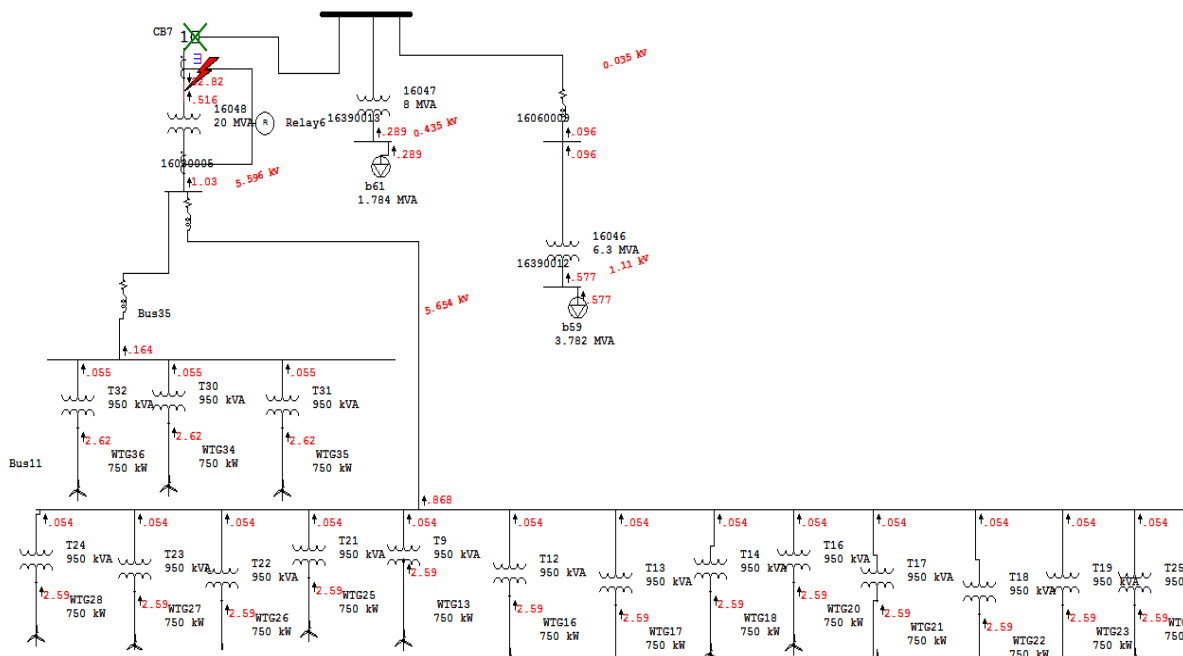 CB7
1
0.035 kV
.516
16048
20 MVA
R
Relay6
16047
8 MVA
16390013
16060009
.289
0.435 kV
.289
b61
1.784 MVA
.096
.096
1.03
5.596 kV
16046
6.3 MVA
16390012
1.11 kV
.577
.577
b59
3.782 MVA
5.654 kV
Bus35
.164
.055
.055
.055
T32
950 kVA
T30
950 kVA
T31
950 kVA
2.62
2.62
2.62
WTG36
750 kW
WTG34
750 kW
WTG35
750 kW
Bus11
.868
.054
.054
.054
.054
.054
.054
.054
.054
.054
.054
.054
.054
.054
T24
950 kVA
T23
950 kVA
T22
950 kVA
T21
950 kVA
T9
950 kVA
T12
950 kVA
T13
950 kVA
T14
950 kVA
T16
950 kVA
T17
950 kVA
T18
950 kVA
T19
950 kVA
T25
950 kVA
2.59
2.59
2.59
2.59
2.59
2.59
2.59
2.59
2.59
2.59
2.59
2.59
2.59
WTG28
750 kW
WTG27
750 kW
WTG26
750 kW
WTG25
750 kW
WTG13
750 kW
WTG16
750 kW
WTG17
750 kW
WTG18
750 kW
WTG20
750 kW
WTG21
750 kW
WTG22
750 kW
WTG23
750 kW
750